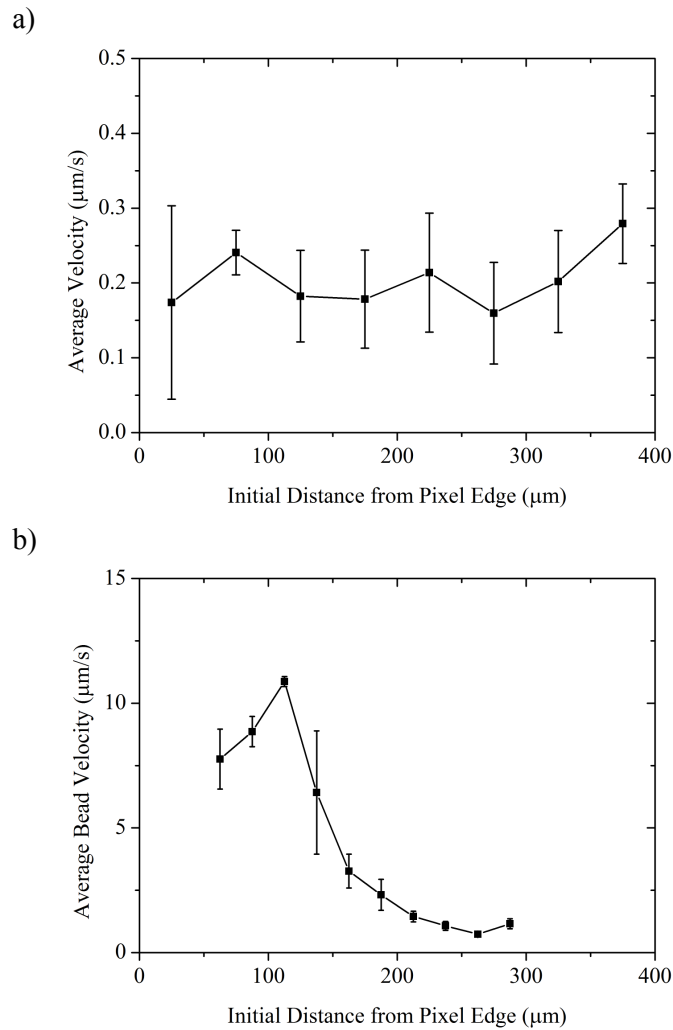 a)
0.5
0.4
0.3
0.2
0.1
0.0
Average Velocity (μm/s)
0 100 200 300 400
Initial Distance from Pixel Edge (μm)
b)
15
10
5
0
Average Bead Velocity (μm/s)
0 100 200 300 400
Initial Distance from Pixel Edge (μm)